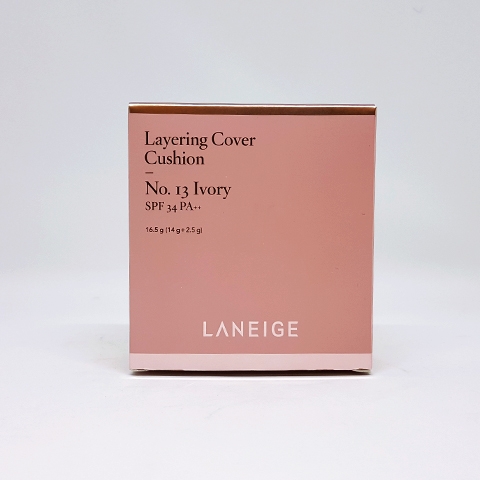 Layering Cover
Cushion
–
No. 13 Ivory
SPF 34 PA++
16.5 g (14 g + 2.5 g)
LANEIGE